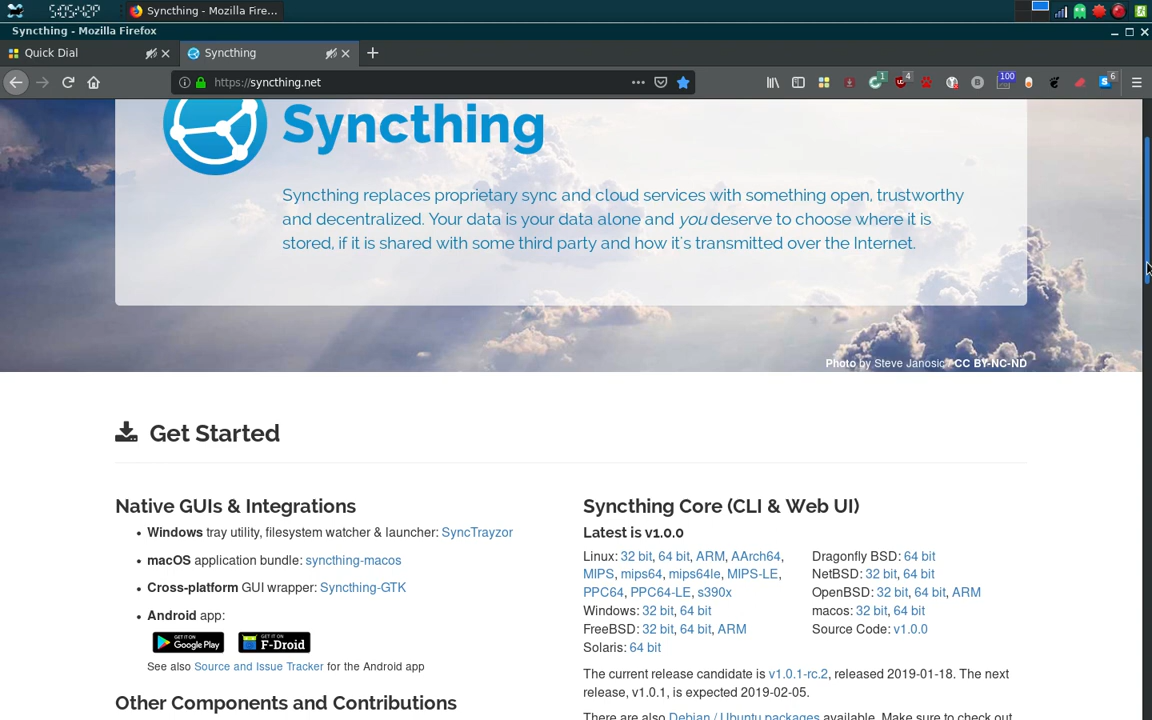 5:05:42P
Syncthing - Mozilla Fire...
Syncthing - Mozilla Firefox
Quick Dial
Syncthing
https://syncthing.net
1
4
100
6
Syncthing
Syncthing replaces proprietary sync and cloud services with something open, trustworthy
and decentralized. Your data is your data alone and you deserve to choose where it is
stored, if it is shared with some third party and how it's transmitted over the Internet.
Photo by Steve Janosic CC BY-NC-ND
Get Started
Native GUIs & Integrations
• Windows tray utility, filesystem watcher & launcher: SyncTrayzor
• macOS application bundle: syncthing-macos
• Cross-platform GUI wrapper: Syncthing-GTK
• Android app:
GET IT ON
Google Play
GET IT ON
F-Droid
See also Source and Issue Tracker for the Android app
Other Components and Contributions
Syncthing Core (CLI & Web UI)
Latest is v1.0.0
Linux: 32 bit, 64 bit, ARM, AArch64,
MIPS, mips64, mips64le, MIPS-LE,
PPC64, PPC64-LE, s390x
Windows: 32 bit, 64 bit
FreeBSD: 32 bit, 64 bit, ARM
Solaris: 64 bit
Dragonfly BSD: 64 bit
NetBSD: 32 bit, 64 bit
OpenBSD: 32 bit, 64 bit, ARM
macos: 32 bit, 64 bit
Source Code: v1.0.0
The current release candidate is v1.0.1-rc.2, released 2019-01-18. The next
release, v1.0.1, is expected 2019-02-05.
There are also Debian / Ubuntu packages available. Make sure to check out